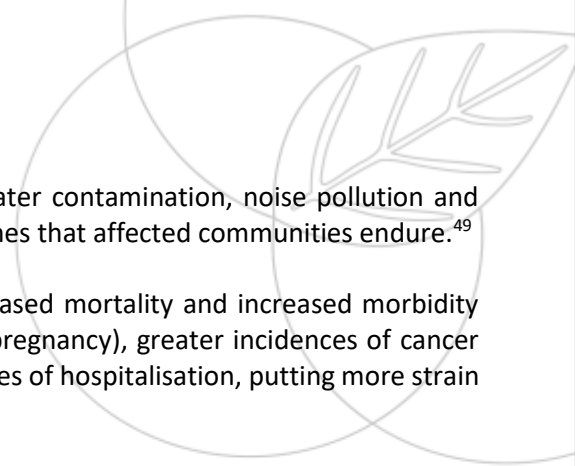 ater contamination, noise pollution and
nes that affected communities endure.49
ased mortality and increased morbidity
pregnancy), greater incidences of cancer
es of hospitalisation, putting more strain